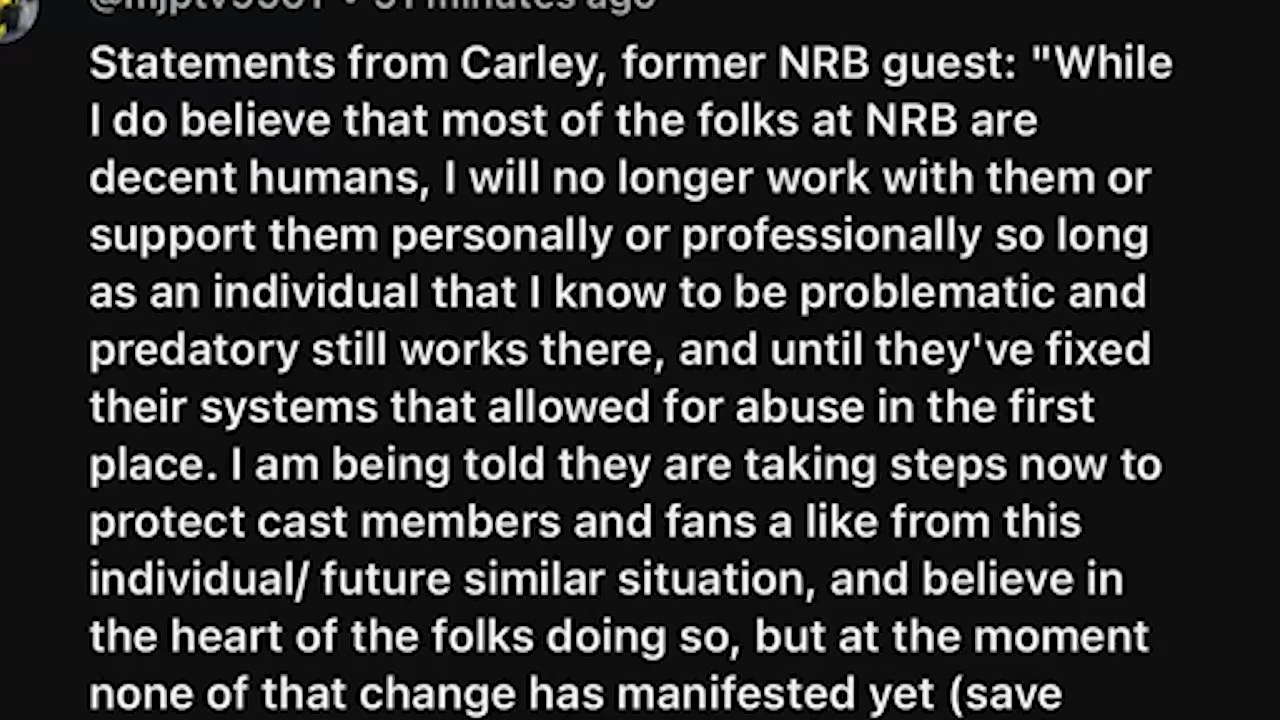 minutes ago
Statements from Carley, former NRB guest: "While
I do believe that most of the folks at NRB are
decent humans, I will no longer work with them or
support them personally or professionally so long
as an individual that I know to be problematic and
predatory still works there, and until they've fixed
their systems that allowed for abuse in the first
place. I am being told they are taking steps now to
protect cast members and fans a like from this
individual/ future similar situation, and believe in
the heart of the folks doing so, but at the moment
none of that change has manifested yet (save